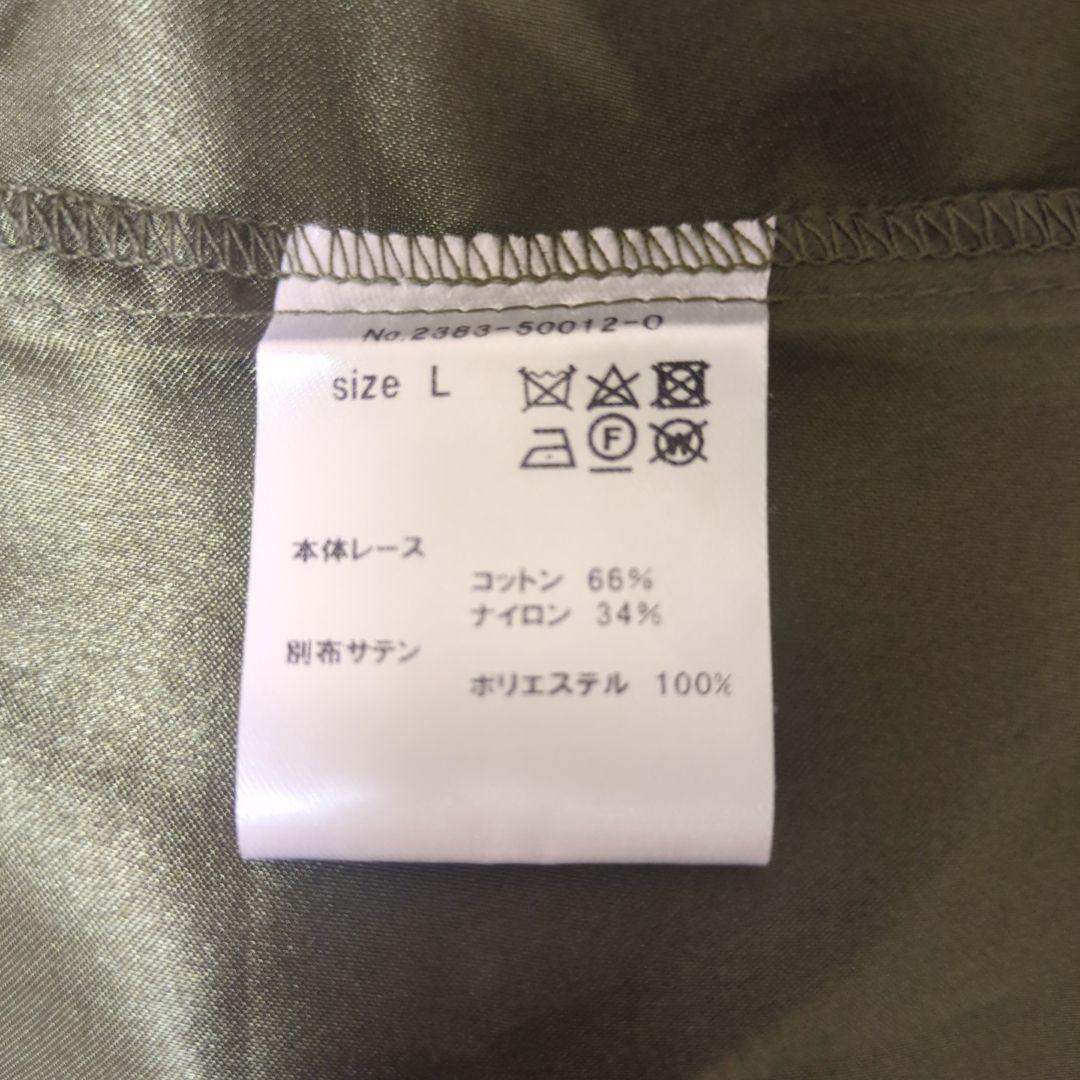 No.2383-50012-0
size L
F
W
本体レース
コットン 66%
ナイロン 34%
別布サテン
ポリエステル 100%